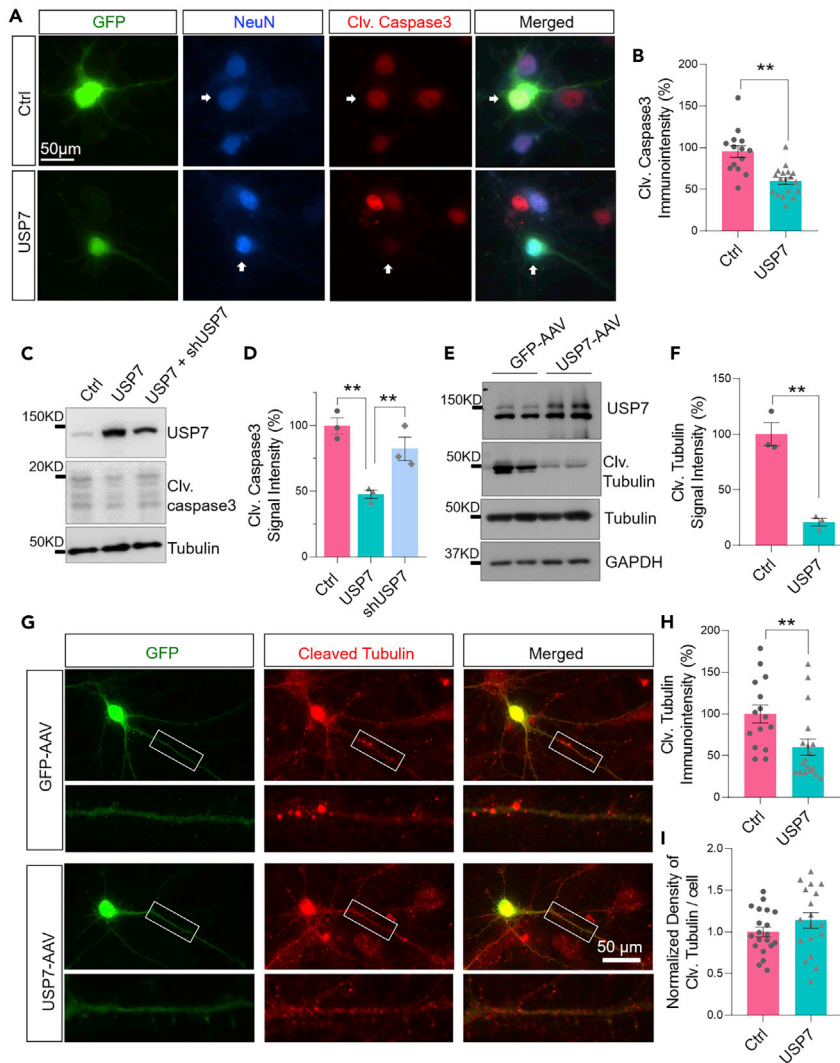 A
GFP
NeuN
Clv. Caspase3
Merged
Ctrl
50μm
USP7
B
Clv. Caspase3
Immunointensity (%)
200
150
100
50
0
**
Ctrl
USP7
C
Ctrl
USP7
USP7 + shUSP7
150KD
USP7
20KD
Clv.
caspase3
50KD
Tubulin
D
Clv. Caspase3
Signal Intensity (%)
150
100
50
0
**
**
Ctrl
USP7
shUSP7
E
GFP-AAV
USP7-AAV
150KD
USP7
50KD
Clv.
Tubulin
50KD
Tubulin
37KD
GAPDH
F
Clv. Tubulin
Signal Intensity (%)
150
100
50
0
**
Ctrl
USP7
G
GFP
Cleaved Tubulin
Merged
GFP-AAV
USP7-AAV
50 μm
H
Clv. Tubulin
Immunointensity (%)
200
150
100
50
0
**
Ctrl
USP7
I
Normalized Density of
Clv. Tubulin / cell
2.0
1.5
1.0
0.5
0
Ctrl
USP7